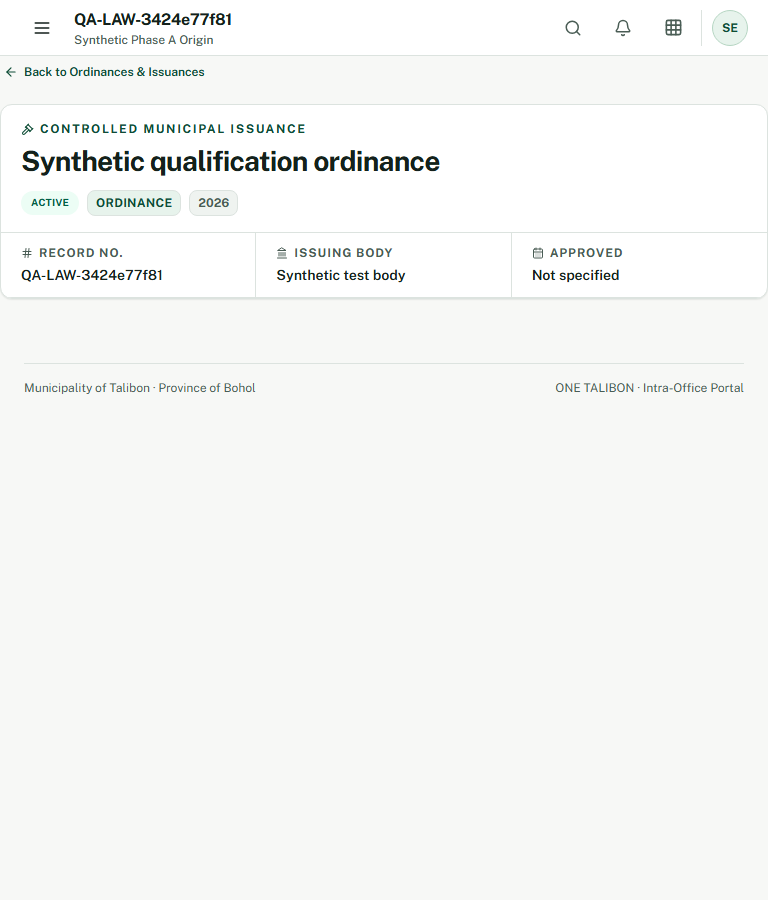 QA-LAW-3424e77f81
Synthetic Phase A Origin
SE
Back to Ordinances & Issuances
CONTROLLED MUNICIPAL ISSUANCE
Synthetic qualification ordinance
ACTIVE ORDINANCE 2026
RECORD NO. ISSUING BODY APPROVED
QA-LAW-3424e77f81 Synthetic test body Not specified
Municipality of Talibon · Province of Bohol ONE TALIBON · Intra-Office Portal